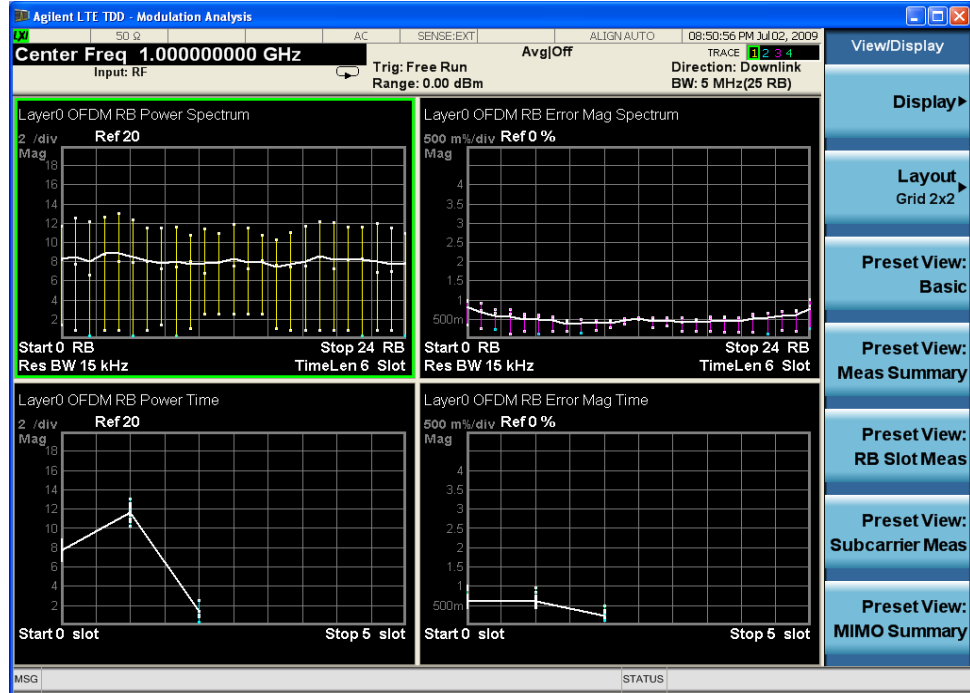 Agilent LTE TDD - Modulation Analysis
LXI 50 Ω AC SENSE:EXT ALIGN AUTO 08:50:56 PM Jul 02, 2009
Center Freq 1.000000000 GHz
Input: RF
Trig: Free Run
Range: 0.00 dBm
Avg|Off
TRACE 1 2 3 4
Direction: Downlink
BW: 5 MHz(25 RB)
Layer0 OFDM RB Power Spectrum
2 /div Ref 20
Mag
18
16
14
12
10
8
6
4
2
Start 0 RB Stop 24 RB
Res BW 15 kHz TimeLen 6 Slot
Layer0 OFDM RB Error Mag Spectrum
500 m%/div Ref 0 %
Mag
4
3.5
3
2.5
2
1.5
1
500m
Start 0 RB Stop 24 RB
Res BW 15 kHz TimeLen 6 Slot
Layer0 OFDM RB Power Time
2 /div Ref 20
Mag
18
16
14
12
10
8
6
4
2
Start 0 slot Stop 5 slot
Layer0 OFDM RB Error Mag Time
500 m%/div Ref 0 %
Mag
4
3.5
3
2.5
2
1.5
1
500m
Start 0 slot Stop 5 slot
View/Display
Display
Layout
Grid 2x2
Preset View:
Basic
Preset View:
Meas Summary
Preset View:
RB Slot Meas
Preset View:
Subcarrier Meas
Preset View:
MIMO Summary
MSG STATUS